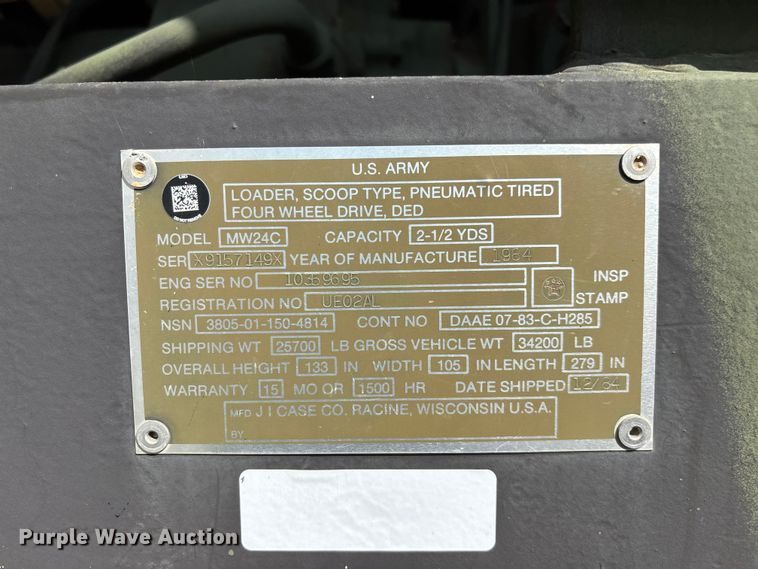 U.S. ARMY
LOADER, SCOOP TYPE, PNEUMATIC TIRED
FOUR WHEEL DRIVE, DED
MODEL MW24C CAPACITY 2-1/2 YDS
SER X9157149X YEAR OF MANUFACTURE 1984
ENG SER NO 10369695 INSP
REGISTRATION NO UE02AL STAMP
NSN 3805-01-150-4814 CONT NO DAAE 07-83-C-H285
SHIPPING WT 25700 LB GROSS VEHICLE WT 34200 LB
OVERALL HEIGHT 133 IN WIDTH 105 IN LENGTH 279 IN
WARRANTY 15 MO OR 1500 HR DATE SHIPPED 12/84
MFD J I CASE CO. RACINE, WISCONSIN U.S.A.
BY
Purple Wave Auction